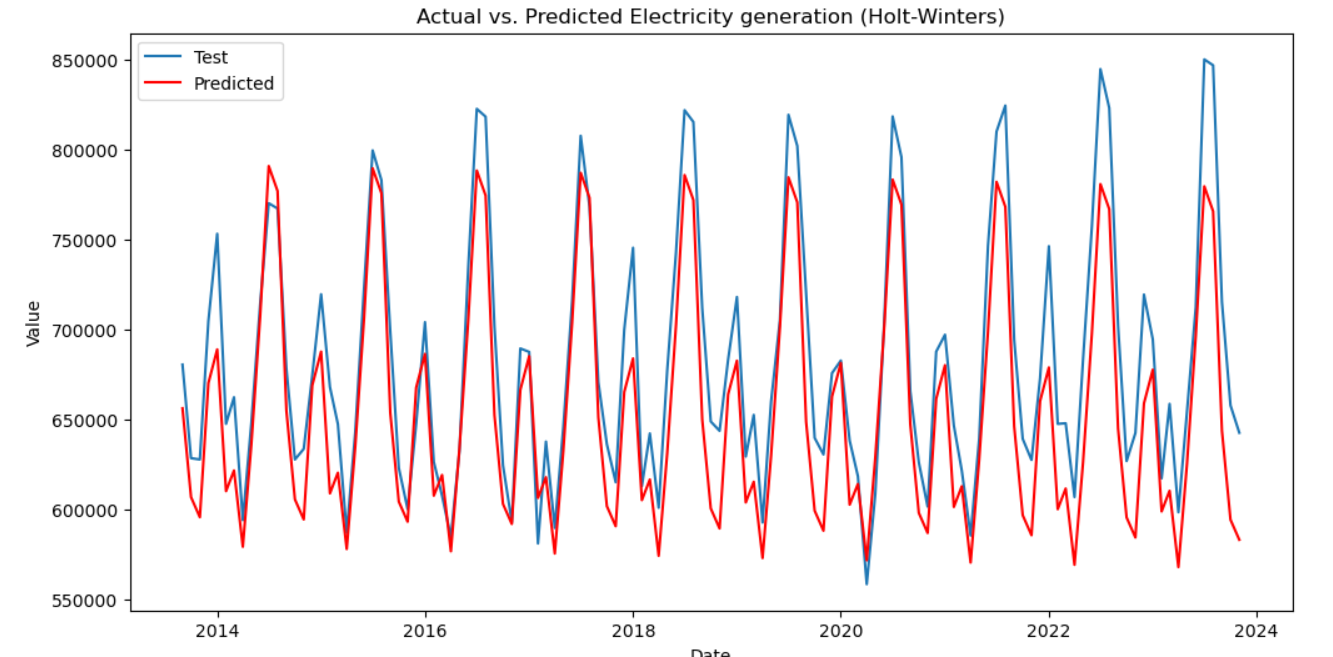 Actual vs. Predicted Electricity generation (Holt-Winters)
Test
Predicted
850000
800000
750000
700000
650000
600000
550000
Value
2014 2016 2018 2020 2022 2024
Date